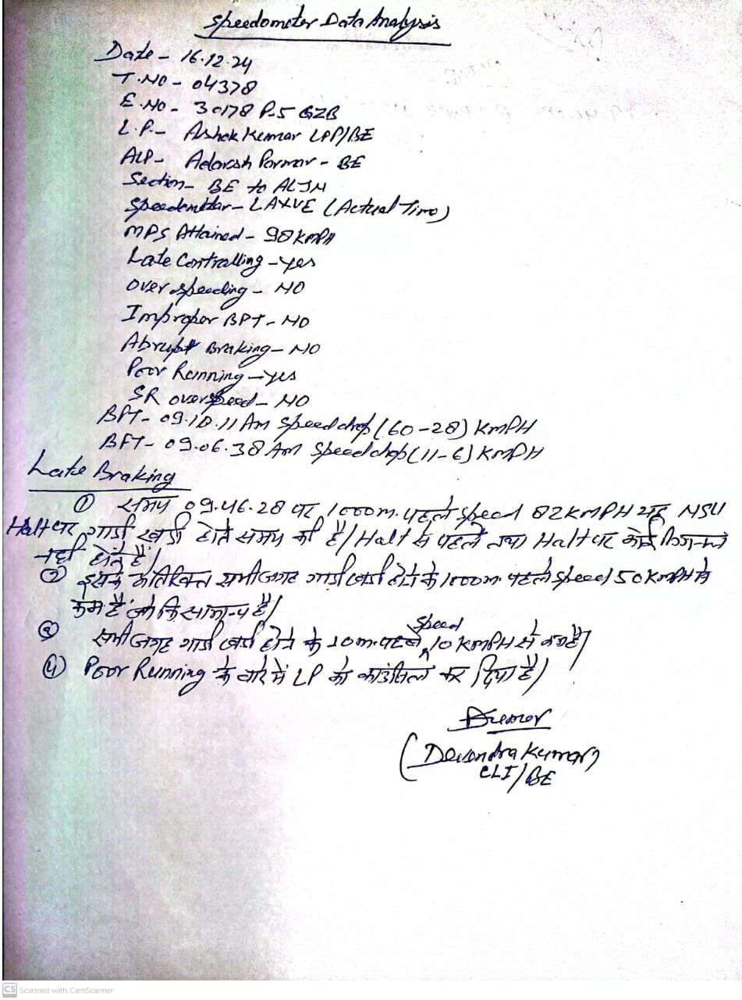 Speedometer Data Analysis
Date - 16.12.24
T.NO - 04378
E.NO - 30178 P.5 GZB
L.P. - Ashok Kumar LPP/BE
ALP - Adarsh Parmar - BE
Section - BE to ALJN
Speedometer - LAXVE (Actual Time)
MPS Attained - 98 KMPH
Late Controlling - yes
Over speeding - NO
Improper BPT - NO
Abrupt Braking - NO
Poor Running - yes
SR overspeed - NO
BPT - 09.10.11 AM Speed drop (60-28) KMPH
BFT - 09.06.38 AM Speed drop (11-6) KMPH
Late Braking
① समय 09.46.28 पर 1000m. पहले speed 82 KMPH यह MSU
Halt पर गाडी खडी होते समय की है। Halt से पहले तथा Halt पर कोई सिगनल
नहीं होते हैं।
② इसके अतिरिक्त सभी जगह गाडी खडी होने के 1000m. पहले speed 50 KMPH से
कम है जो कि सामान्य है।
③ सभी जगह गाडी खडी होने के 10m. पहले speed 10 KMPH से कम है।
④ Poor Running के बारे में LP को काउंसिल कर दिया है।
(Devendra Kumar)
CLI/BE
CS Scanned with CamScanner